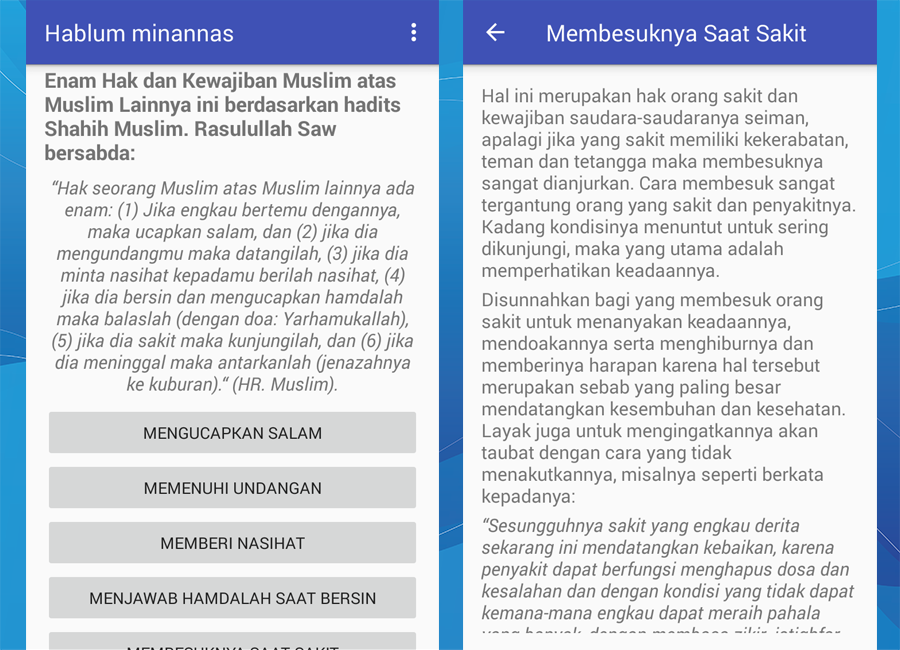 Hablum minannas
Enam Hak dan Kewajiban Muslim atas
Muslim Lainnya ini berdasarkan hadits
Shahih Muslim. Rasulullah Saw
bersabda:
“Hak seorang Muslim atas Muslim lainnya ada
enam: (1) Jika engkau bertemu dengannya,
maka ucapkan salam, dan (2) jika dia
mengundangmu maka datangilah, (3) jika dia
minta nasihat kepadamu berilah nasihat, (4)
jika dia bersin dan mengucapkan hamdalah
maka balaslah (dengan doa: Yarhamukallah),
(5) jika dia sakit maka kunjungilah, dan (6) jika
dia meninggal maka antarkanlah (jenazahnya
ke kuburan).“ (HR. Muslim).
MENGUCAPKAN SALAM
MEMENUHI UNDANGAN
MEMBERI NASIHAT
MENJAWAB HAMDALAH SAAT BERSIN
MEMBESUKNYA SAAT SAKIT
Membesuknya Saat Sakit
Hal ini merupakan hak orang sakit dan
kewajiban saudara-saudaranya seiman,
apalagi jika yang sakit memiliki kekerabatan,
teman dan tetangga maka membesuknya
sangat dianjurkan. Cara membesuk sangat
tergantung orang yang sakit dan penyakitnya.
Kadang kondisinya menuntut untuk sering
dikunjungi, maka yang utama adalah
memperhatikan keadaannya.
Disunnahkan bagi yang membesuk orang
sakit untuk menanyakan keadaannya,
mendoakannya serta menghiburnya dan
memberinya harapan karena hal tersebut
merupakan sebab yang paling besar
mendatangkan kesembuhan dan kesehatan.
Layak juga untuk mengingatkannya akan
taubat dengan cara yang tidak
menakutkannya, misalnya seperti berkata
kepadanya:
“Sesungguhnya sakit yang engkau derita
sekarang ini mendatangkan kebaikan, karena
penyakit dapat berfungsi menghapus dosa dan
kesalahan dan dengan kondisi yang tidak dapat
kemana-mana engkau dapat meraih pahala
yang banyak, dengan membaca zikir, istighfar